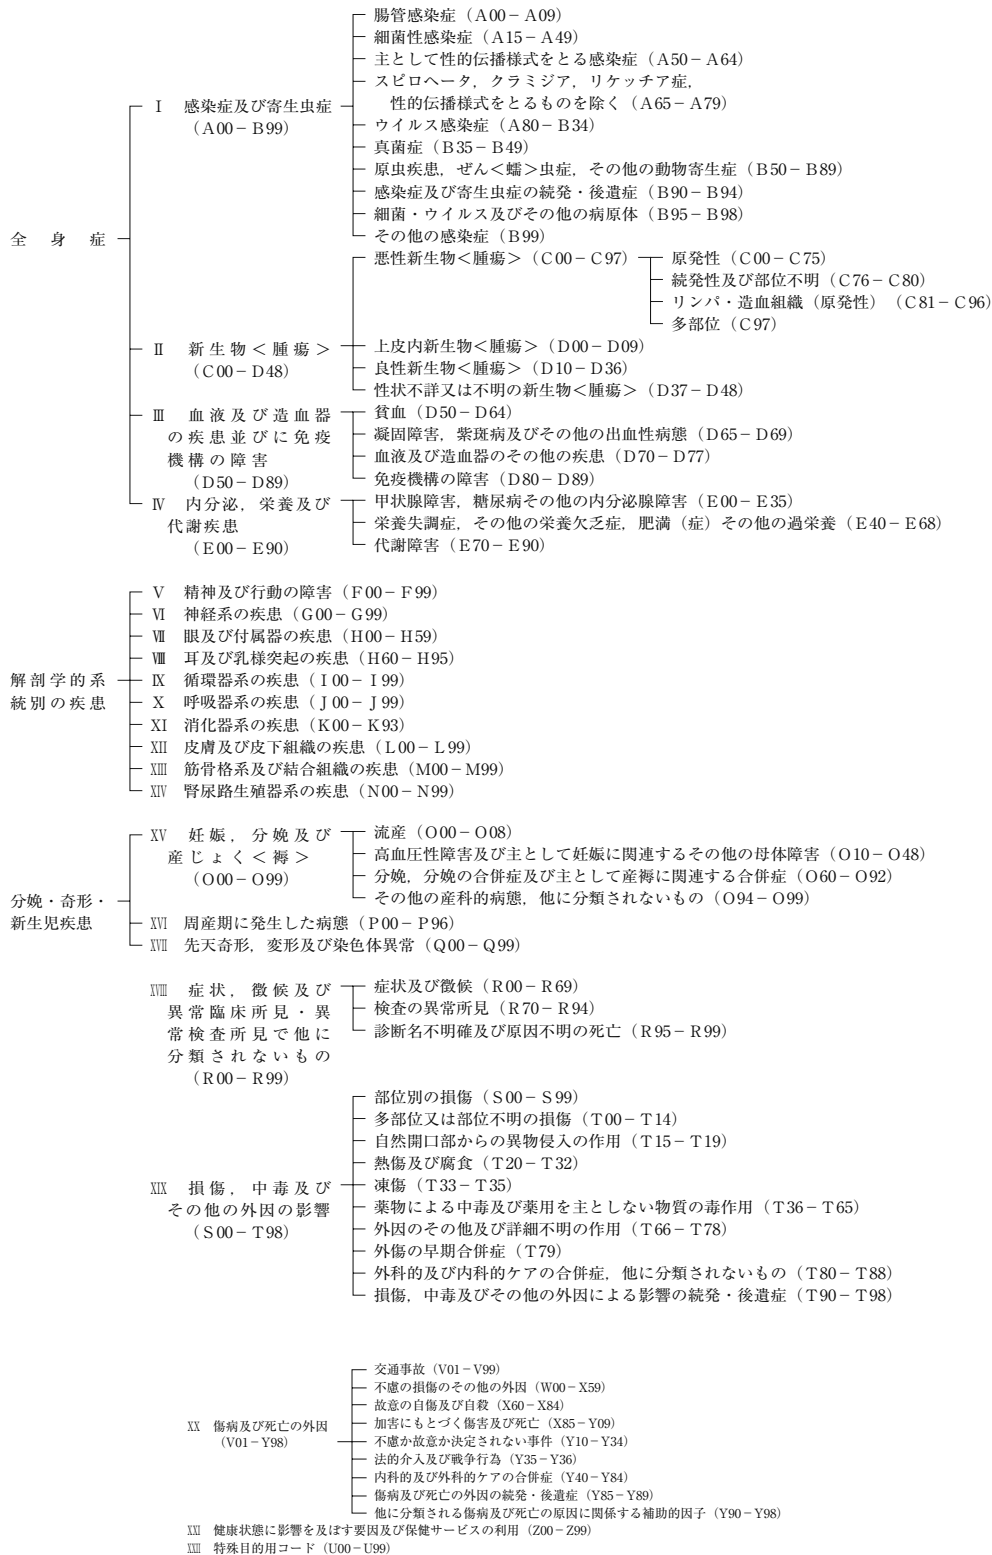 腸管感染症（A00－A09）
細菌性感染症（A15－A49）
主として性的伝播様式をとる感染症（A50－A64）
スピロヘータ，クラミジア，リケッチア症，
Ⅰ 感染症及び寄生虫症
性的伝播様式をとるものを除く（A65－A79）
（A00－B99）
ウイルス感染症（A80－B34）
真菌症（B35－B49）
原虫疾患，ぜん＜蠕＞虫症，その他の動物寄生症（B50－B89）
感染症及び寄生虫症の続発・後遺症（B90－B94）
細菌・ウイルス及びその他の病原体（B95－B98）
全身症
その他の感染症（B99）
悪性新生物＜腫瘍＞（C00－C97）
原発性（C00－C75）
続発性及び部位不明（C76－C80）
リンパ・造血組織（原発性）（C81－C96）
多部位（C97）
Ⅱ 新生物＜腫瘍＞
（C00－D48）
上皮内新生物＜腫瘍＞（D00－D09）
良性新生物＜腫瘍＞（D10－D36）
性状不詳又は不明の新生物＜腫瘍＞（D37－D48）
Ⅲ 血液及び造血器
の疾患並びに免疫
機構の障害
（D50－D89）
貧血（D50－D64）
凝固障害，紫斑病及びその他の出血性病態（D65－D69）
血液及び造血器のその他の疾患（D70－D77）
免疫機構の障害（D80－D89）
Ⅳ 内分泌，栄養及び
代謝疾患
（E00－E90）
甲状腺障害，糖尿病その他の内分泌腺障害（E00－E35）
栄養失調症，その他の栄養欠乏症，肥満（症）その他の過栄養（E40－E68）
代謝障害（E70－E90）
解剖学的系
統別の疾患
Ⅴ 精神及び行動の障害（F00－F99）
Ⅵ 神経系の疾患（G00－G99）
Ⅶ 眼及び付属器の疾患（H00－H59）
Ⅷ 耳及び乳様突起の疾患（H60－H95）
Ⅸ 循環器系の疾患（I00－I99）
Ⅹ 呼吸器系の疾患（J00－J99）
XI 消化器系の疾患（K00－K93）
XII 皮膚及び皮下組織の疾患（L00－L99）
XIII 筋骨格系及び結合組織の疾患（M00－M99）
XIV 腎尿路生殖器系の疾患（N00－N99）
分娩・奇形・
新生児疾患
XV 妊娠，分娩及び
産じょく＜褥＞
（O00－O99）
流産（O00－O08）
高血圧性障害及び主として妊娠に関連するその他の母体障害（O10－O48）
分娩，分娩の合併症及び主として産褥に関連する合併症（O60－O92）
その他の産科的病態，他に分類されないもの（O94－O99）
XVI 周産期に発生した病態（P00－P96）
XVII 先天奇形，変形及び染色体異常（Q00－Q99）
XVIII 症状，徴候及び
異常臨床所見・異
常検査所見で他に
分類されないもの
（R00－R99）
症状及び徴候（R00－R69）
検査の異常所見（R70－R94）
診断名不明確及び原因不明の死亡（R95－R99）
XIX 損傷，中毒及び
その他の外因の影響
（S00－T98）
部位別の損傷（S00－S99）
多部位又は部位不明の損傷（T00－T14）
自然開口部からの異物侵入の作用（T15－T19）
熱傷及び腐食（T20－T32）
凍傷（T33－T35）
薬物による中毒及び薬用を主としない物質の毒作用（T36－T65）
外因のその他及び詳細不明の作用（T66－T78）
外傷の早期合併症（T79）
外科的及び内科的ケアの合併症，他に分類されないもの（T80－T88）
損傷，中毒及びその他の外因による影響の続発・後遺症（T90－T98）
XX 傷病及び死亡の外因
（V01－Y98）
交通事故（V01－V99）
不慮の損傷のその他の外因（W00－X59）
故意の自傷及び自殺（X60－X84）
加害にもとづく傷害及び死亡（X85－Y09）
不慮か故意か決定されない事件（Y10－Y34）
法的介入及び戦争行為（Y35－Y36）
内科的及び外科的ケアの合併症（Y40－Y84）
傷病及び死亡の外因の続発・後遺症（Y85－Y89）
他に分類される傷病及び死亡の原因に関係する補助的因子（Y90－Y98）
XXI 健康状態に影響を及ぼす要因及び保健サービスの利用（Z00－Z99）
XXII 特殊目的用コード（U00－U99）